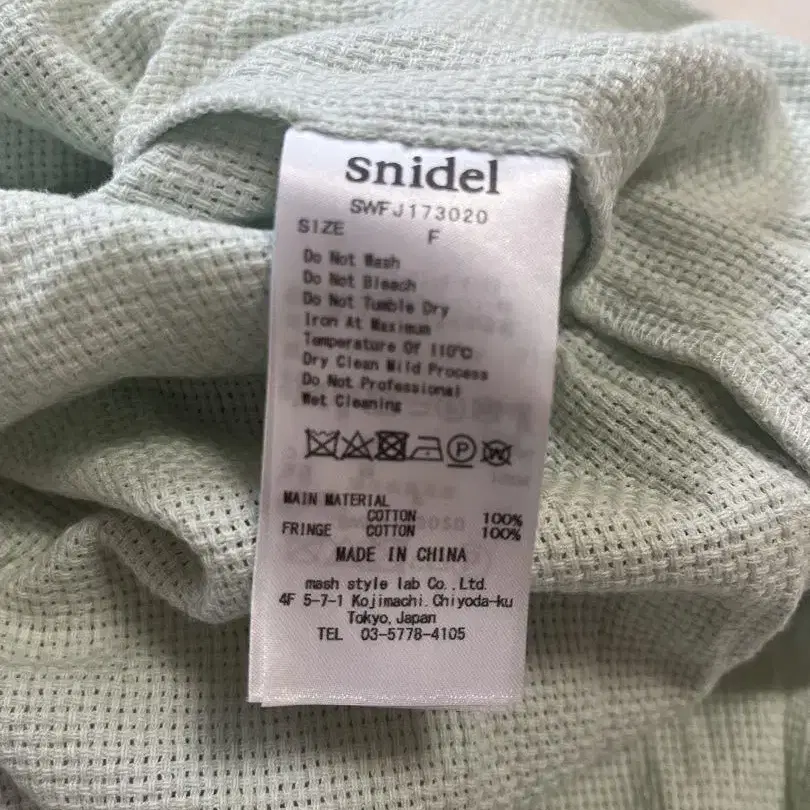 snidel
SWFJ173020
SIZE F
Do Not Wash
Do Not Bleach
Do Not Tumble Dry
Iron At Maximum
Temperature Of 110℃
Dry Clean Mild Process
Do Not Professional
Wet Cleaning
P W
MAIN MATERIAL
COTTON 100%
FRINGE COTTON 100%
MADE IN CHINA
mash style lab Co.,Ltd.
4F 5-7-1 Kojimachi.Chiyoda-ku
Tokyo,Japan
TEL 03-5778-4105